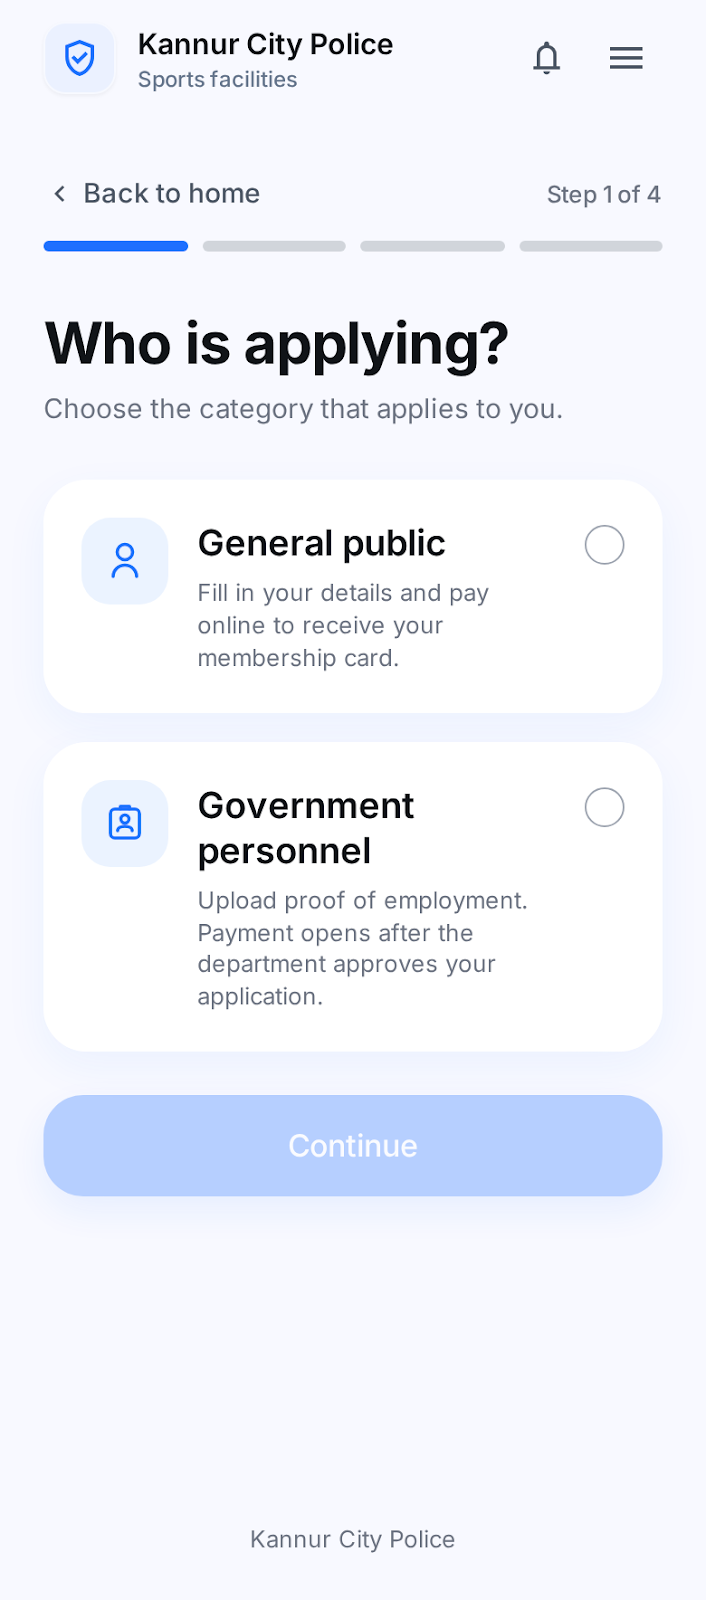 Kannur City Police
Sports facilities
Back to home
Step 1 of 4
Who is applying?
Choose the category that applies to you.
General public
Fill in your details and pay
online to receive your
membership card.
Government
personnel
Upload proof of employment.
Payment opens after the
department approves your
application.
Continue
Kannur City Police